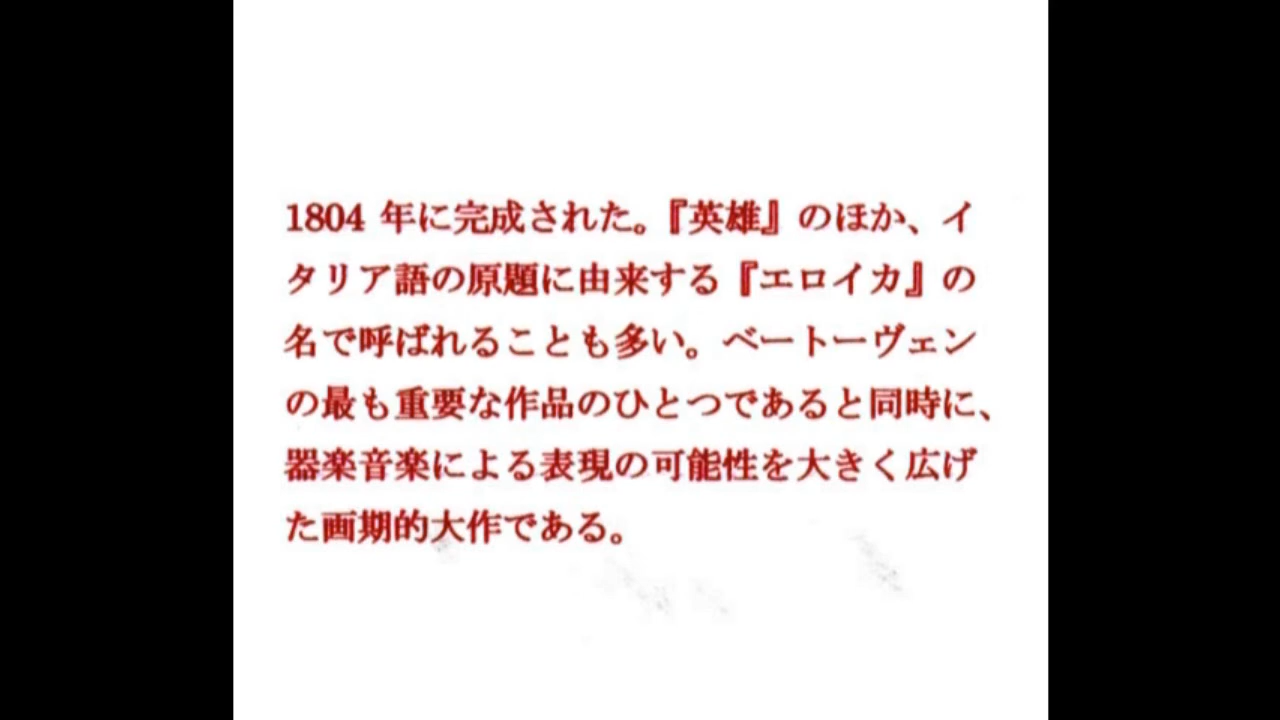 1804 年に完成された。『英雄』のほか、イ
タリア語の原題に由来する『エロイカ』の
名で呼ばれることも多い。ベートーヴェン
の最も重要な作品のひとつであると同時に、
器楽音楽による表現の可能性を大きく広げ
た画期的大作である。